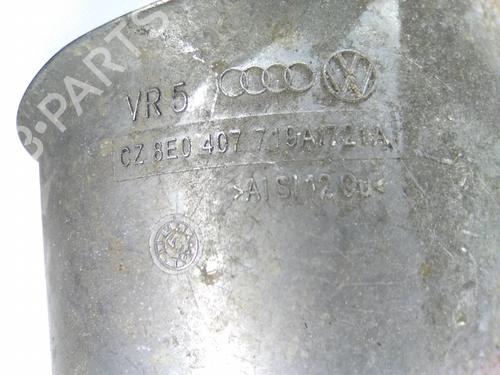 VR 5
CZ 8E0 407 719A/721A
>AlSi12Cu<
B-PARTS